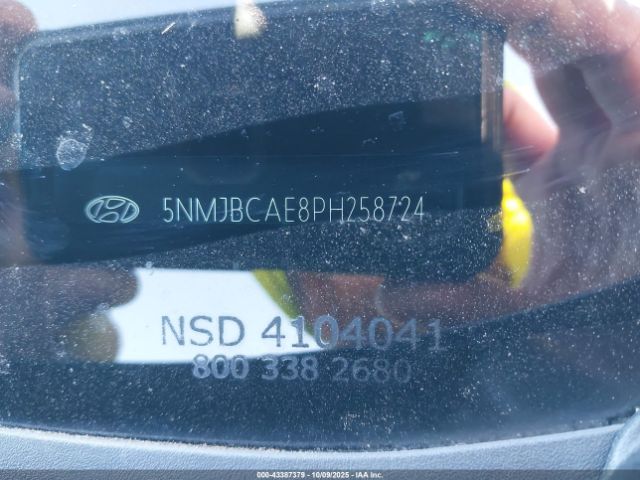 5NMJBCAE8PH258724
NSD 4104041
800 338 2680
000-43387379 | 10/09/2025 - IAA Inc.